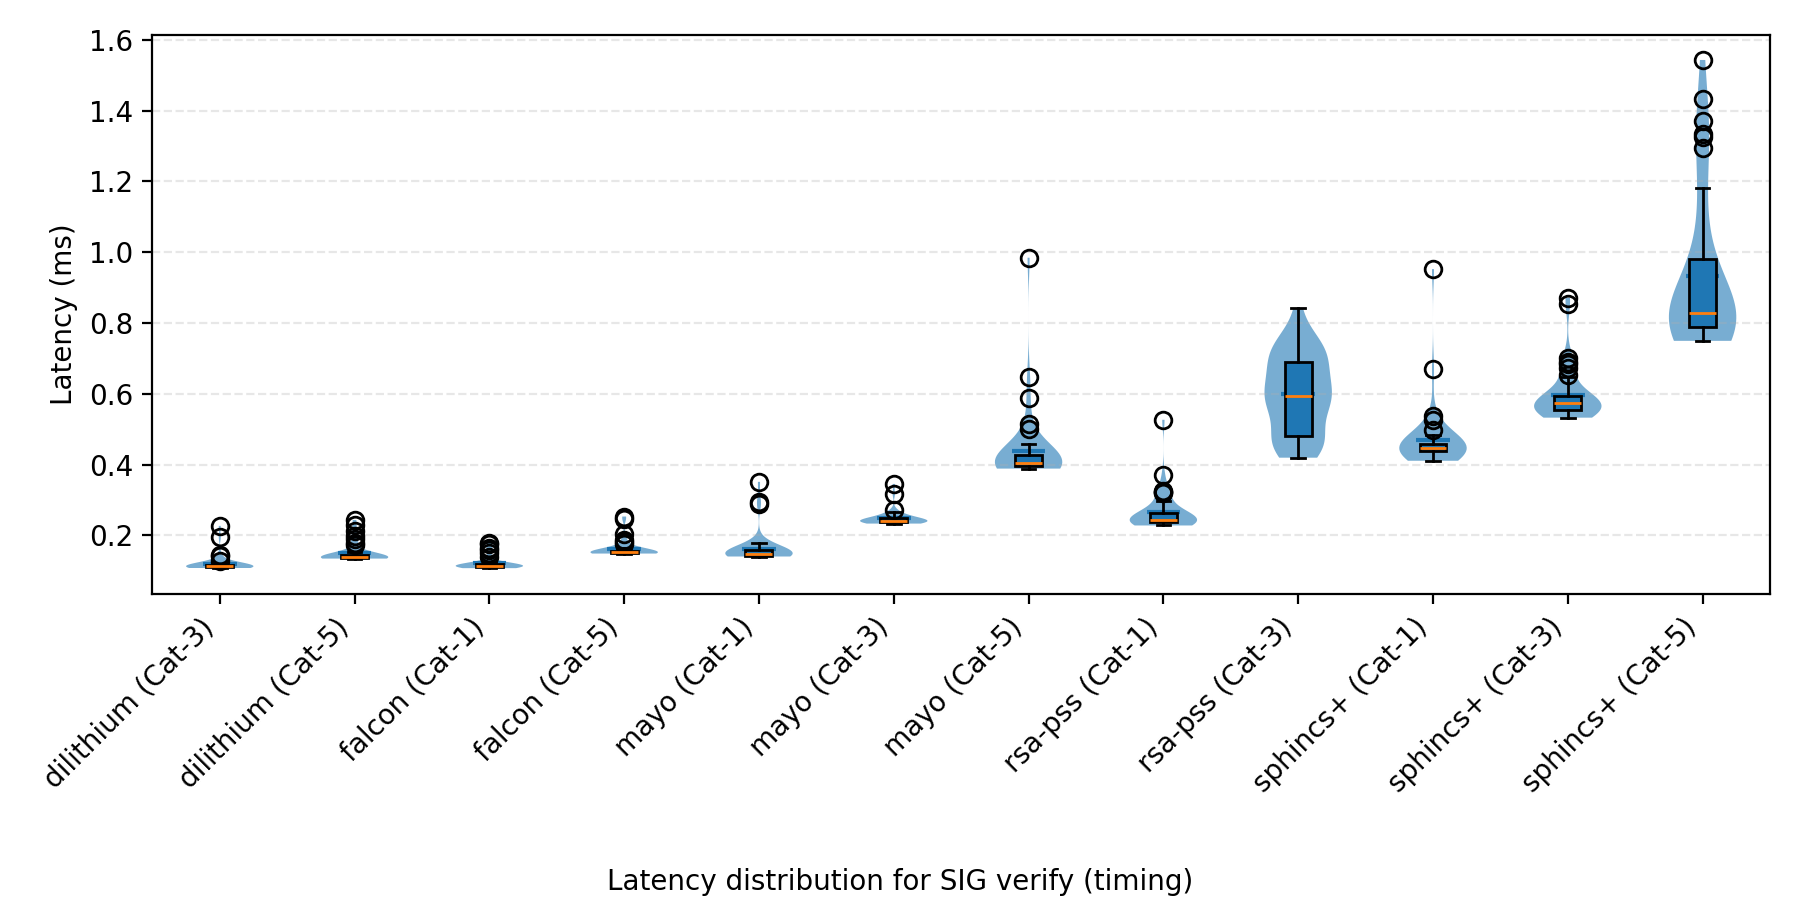 1.6
1.4
1.2
1.0
0.8
0.6
0.4
0.2
Latency (ms)
dilithium (Cat-3)
dilithium (Cat-5)
falcon (Cat-1)
falcon (Cat-5)
mayo (Cat-1)
mayo (Cat-3)
mayo (Cat-5)
rsa-pss (Cat-1)
rsa-pss (Cat-3)
sphincs+ (Cat-1)
sphincs+ (Cat-3)
sphincs+ (Cat-5)
Latency distribution for SIG verify (timing)